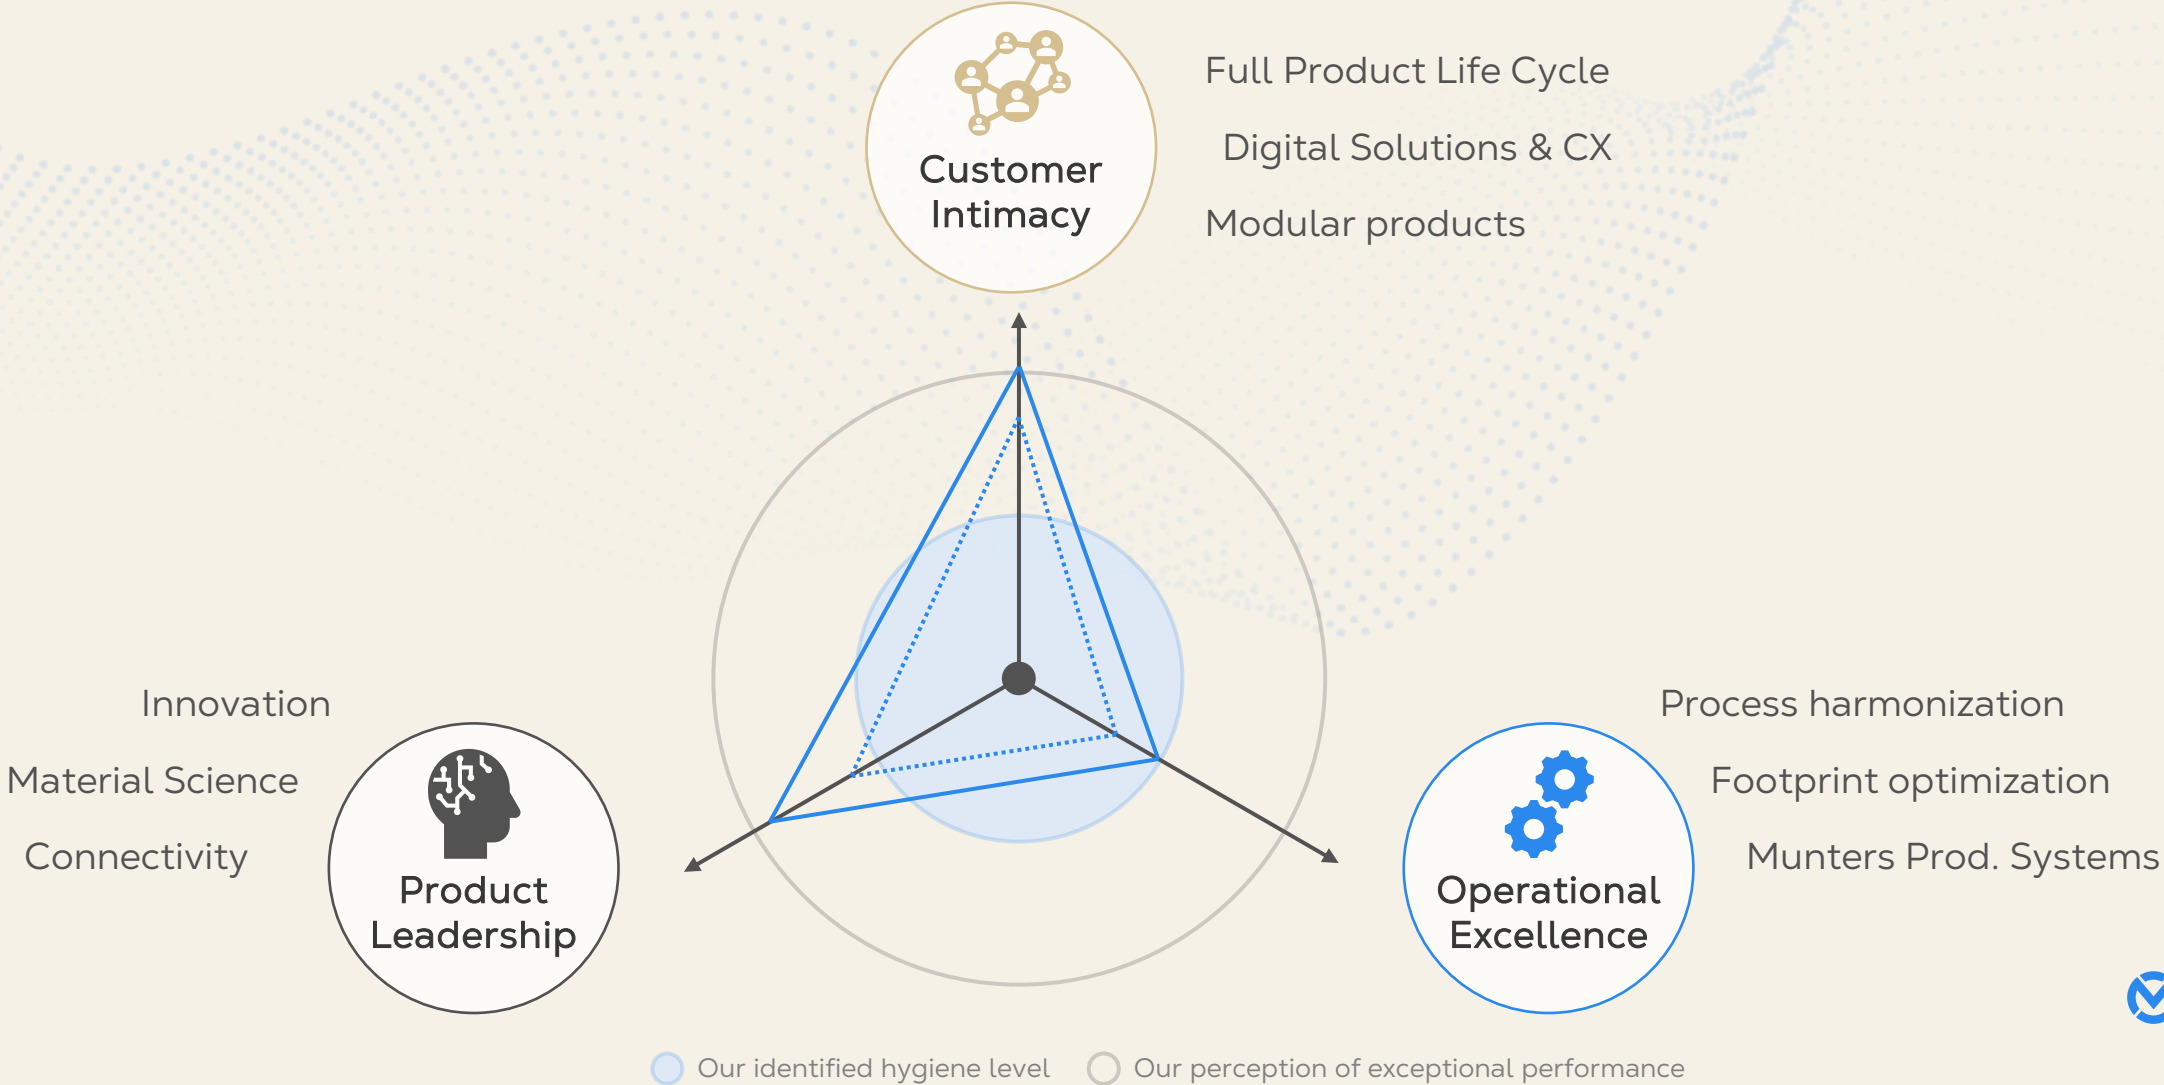 Customer
Intimacy
Full Product Life Cycle
Digital Solutions & CX
Modular products
Innovation
Material Science
Connectivity
Product
Leadership
Process harmonization
Footprint optimization
Munters Prod. Systems
Operational
Excellence
Our identified hygiene level
Our perception of exceptional performance